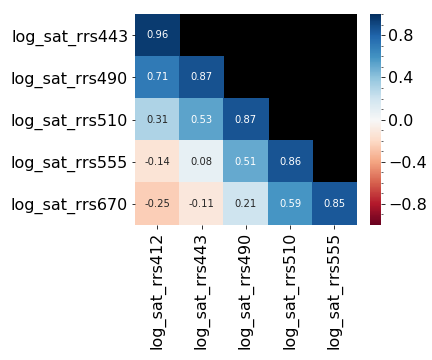 log_sat_rrs443 0.96
log_sat_rrs490 0.71 0.87
log_sat_rrs510 0.31 0.53 0.87
log_sat_rrs555 -0.14 0.08 0.51 0.86
log_sat_rrs670 -0.25 -0.11 0.21 0.59 0.85
log_sat_rrs412
log_sat_rrs443
log_sat_rrs490
log_sat_rrs510
log_sat_rrs555
0.8
0.4
0.0
−0.4
−0.8